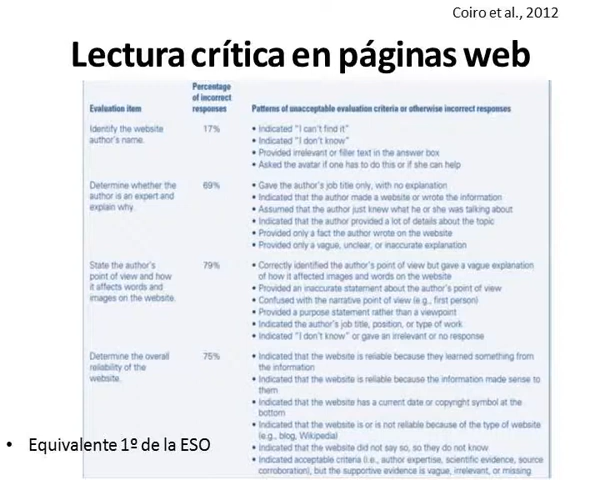 Coiro et al., 2012
Lectura crítica en páginas web
Percentage
of incorrect
Evaluation item responses Patterns of unacceptable evaluation criteria or otherwise incorrect responses
Identify the website 17% • Indicated "I can't find it"
author's name. • Indicated "I don't know"
• Provided irrelevant or filler text in the answer box
• Asked the avatar if one has to do this or if she can help
Determine whether the 69% • Gave the author's job title only, with no explanation
author is an expert and • Indicated that the author made a website or wrote the information
explain why. • Assumed that the author just knew what he or she was talking about
• Indicated that the author provided a lot of details about the topic
• Provided only a fact the author wrote on the website
• Provided only a vague, unclear, or inaccurate explanation
State the author's 79% • Correctly identified the author's point of view but gave a vague explanation
point of view and how of how it affected images and words on the website
it affects words and • Provided an inaccurate statement about the author's point of view
images on the website. • Confused with the narrative point of view (e.g., first person)
• Provided a purpose statement rather than a viewpoint
• Indicated the author's job title, position, or type of work
• Indicated "I don't know" or gave an irrelevant or no response
Determine the overall 75% • Indicated that the website is reliable because they learned something from
reliability of the the information
website. • Indicated that the website is reliable because the information made sense to
them
• Indicated that the website has a current date or copyright symbol at the
bottom
• Indicated that the website is or is not reliable because of the type of website
(e.g., blog, Wikipedia)
• Indicated that the website did not say so, so they do not know
• Indicated acceptable criteria (i.e., author expertise, scientific evidence, source
corroboration), but the supportive evidence is vague, irrelevant, or missing
• Equivalente 1º de la ESO